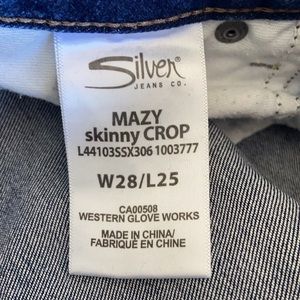 Silver
JEANS CO.
MAZY
skinny CROP
L44103SSX306 1003777
W28/L25
CA00508
WESTERN GLOVE WORKS
MADE IN CHINA/
FABRIQUÉ EN CHINE